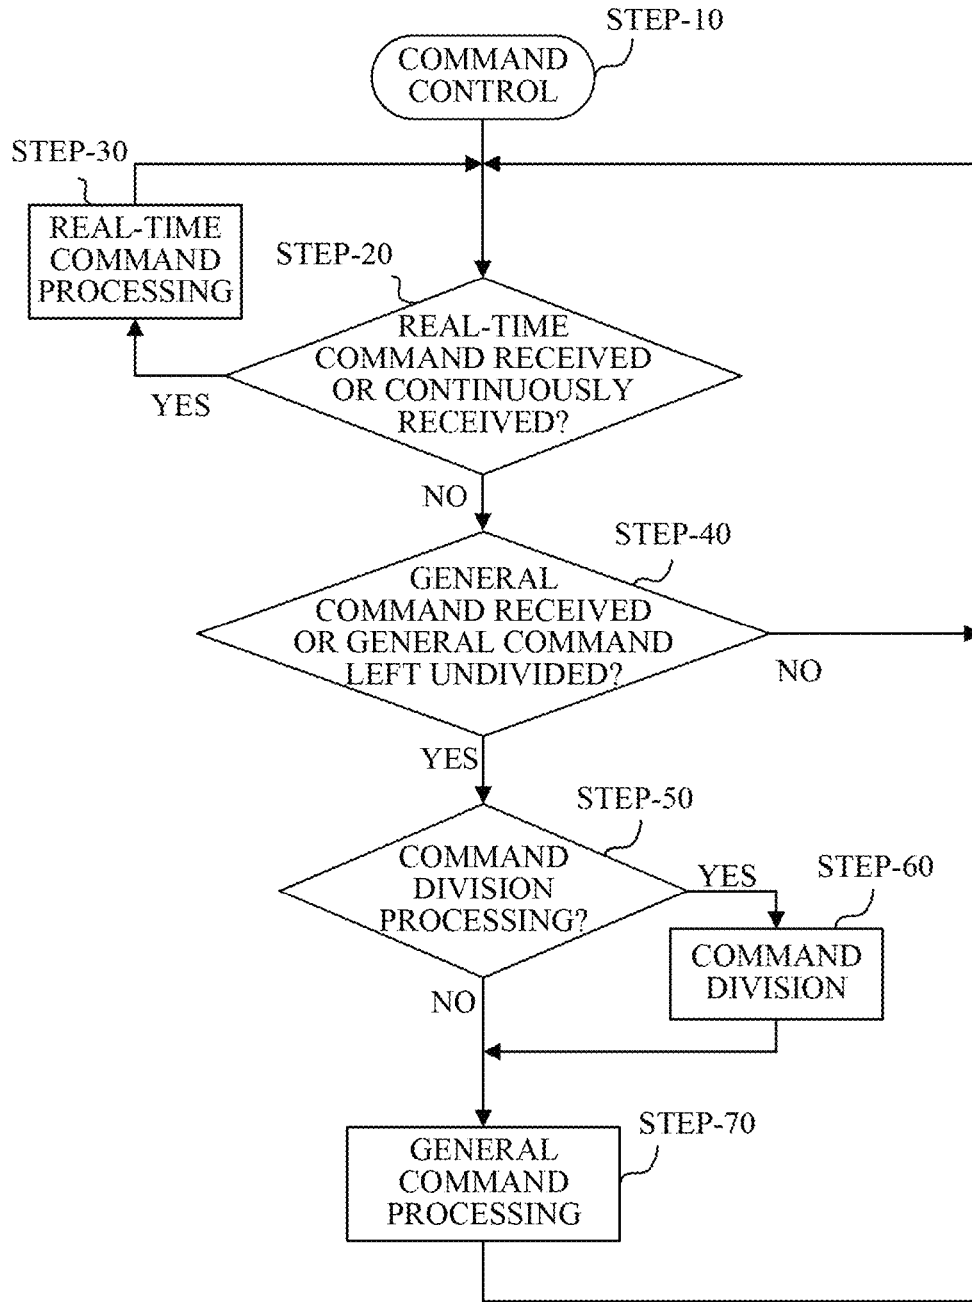 STEP-10
COMMAND
CONTROL
STEP-30
REAL-TIME
COMMAND
PROCESSING
STEP-20
REAL-TIME
COMMAND RECEIVED
OR CONTINUOUSLY
RECEIVED?
YES
NO
STEP-40
GENERAL
COMMAND RECEIVED
OR GENERAL COMMAND
LEFT UNDIVIDED?
NO
YES
STEP-50
COMMAND
DIVISION
PROCESSING?
YES
STEP-60
COMMAND
DIVISION
NO
STEP-70
GENERAL
COMMAND
PROCESSING